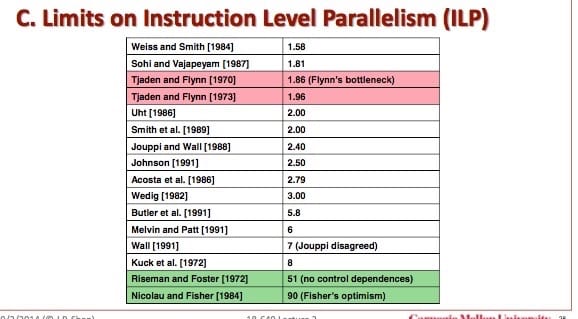 C. Limits on Instruction Level Parallelism (ILP)
Weiss and Smith [1984] 1.58
Sohi and Vajapeyam [1987] 1.81
Tjaden and Flynn [1970] 1.86 (Flynn's bottleneck)
Tjaden and Flynn [1973] 1.96
Uht [1986] 2.00
Smith et al. [1989] 2.00
Jouppi and Wall [1988] 2.40
Johnson [1991] 2.50
Acosta et al. [1986] 2.79
Wedig [1982] 3.00
Butler et al. [1991] 5.8
Melvin and Patt [1991] 6
Wall [1991] 7 (Jouppi disagreed)
Kuck et al. [1972] 8
Riseman and Foster [1972] 51 (no control dependences)
Nicolau and Fisher [1984] 90 (Fisher's optimism)
Carnegie Mellon University